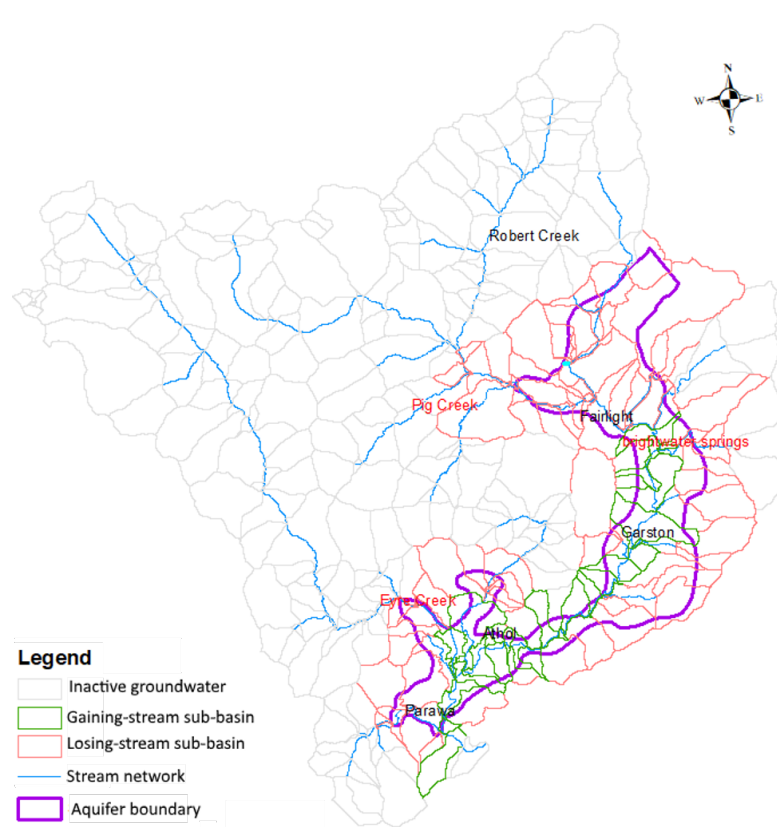 N
W E
S
Robert Creek
Pig Creek
Fairlight
brightwater springs
Garston
Eyre Creek
Athol
Parawa
Legend
Inactive groundwater
Gaining-stream sub-basin
Losing-stream sub-basin
Stream network
Aquifer boundary